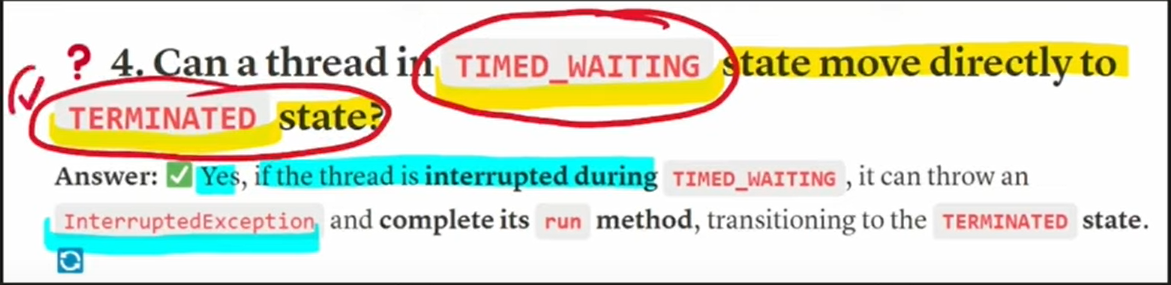 ❓ 4. Can a thread in TIMED_WAITING state move directly to
TERMINATED state?
Answer: ✅ Yes, if the thread is interrupted during TIMED_WAITING , it can throw an
InterruptedException and complete its run method, transitioning to the TERMINATED state.
🔄